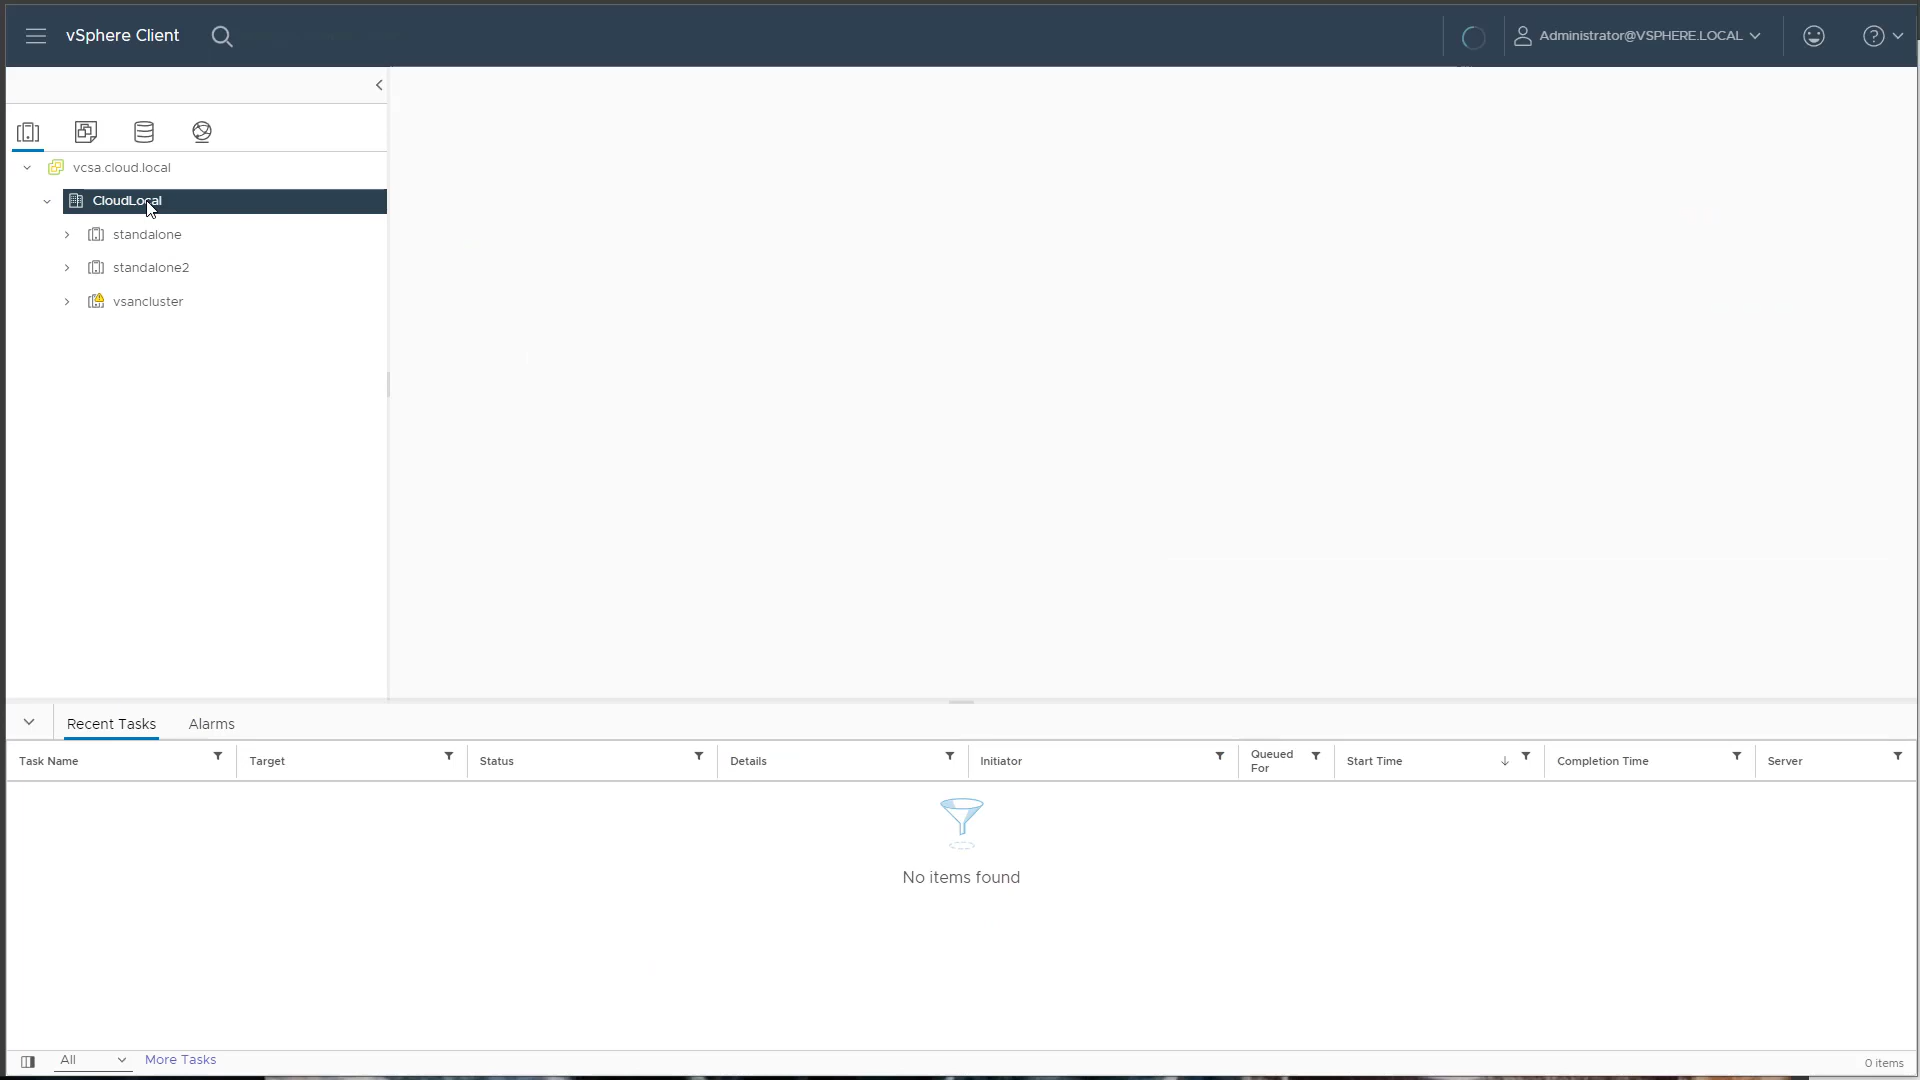 vSphere Client
Administrator@VSPHERE.LOCAL
vcsa.cloud.local
CloudLocal
standalone
standalone2
vsancluster
Recent Tasks
Alarms
Task Name
Target
Status
Details
Initiator
Queued
For
Start Time
Completion Time
Server
No items found
All
More Tasks
0 items